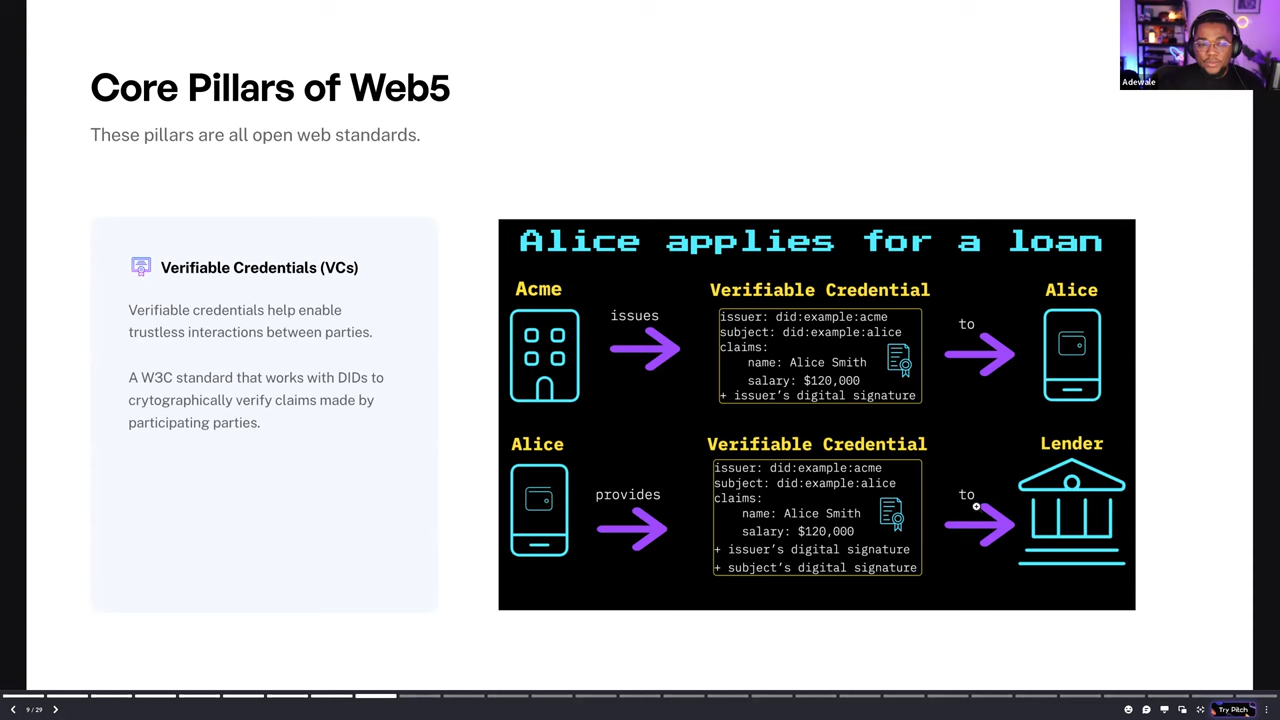 Adewale
Core Pillars of Web5
These pillars are all open web standards.
Verifiable Credentials (VCs)
Verifiable credentials help enable
trustless interactions between parties.
A W3C standard that works with DIDs to
crytographically verify claims made by
participating parties.
Alice applies for a loan
Acme
issues
Verifiable Credential
issuer: did:example:acme
subject: did:example:alice
claims:
name: Alice Smith
salary: $120,000
+ issuer's digital signature
to
Alice
Alice
provides
Verifiable Credential
issuer: did:example:acme
subject: did:example:alice
claims:
name: Alice Smith
salary: $120,000
+ issuer's digital signature
+ subject's digital signature
to
Lender
9 / 29
Try Pitch